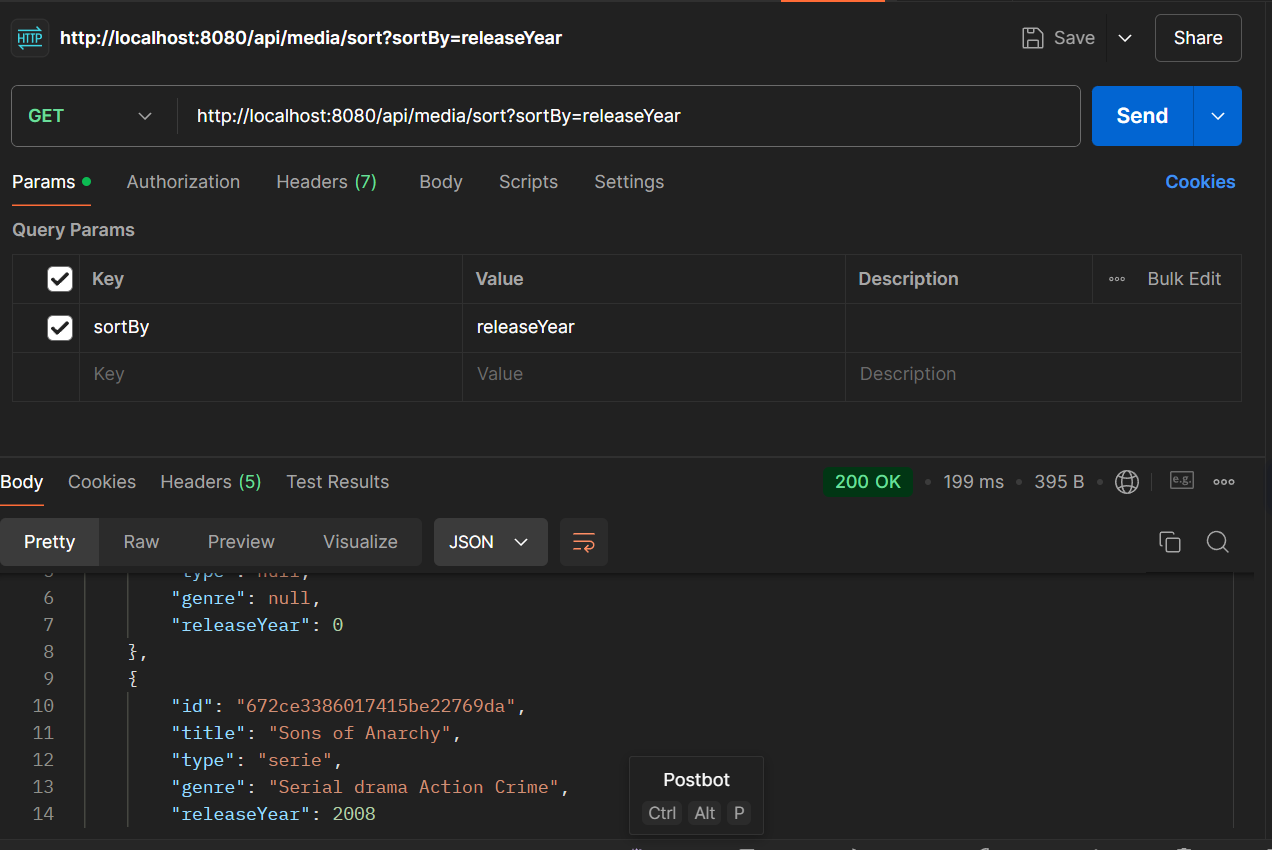 HTTP http://localhost:8080/api/media/sort?sortBy=releaseYear Save Share
GET http://localhost:8080/api/media/sort?sortBy=releaseYear Send
Params Authorization Headers (7) Body Scripts Settings Cookies
Query Params
Key Value Description Bulk Edit
sortBy releaseYear
Key Value Description
Body Cookies Headers (5) Test Results 200 OK 199 ms 395 B e.g.
Pretty Raw Preview Visualize JSON
5 "type": null,
6 "genre": null,
7 "releaseYear": 0
8 },
9 {
10 "id": "672ce3386017415be22769da",
11 "title": "Sons of Anarchy",
12 "type": "serie",
13 "genre": "Serial drama Action Crime",
14 "releaseYear": 2008
Postbot
Ctrl Alt P